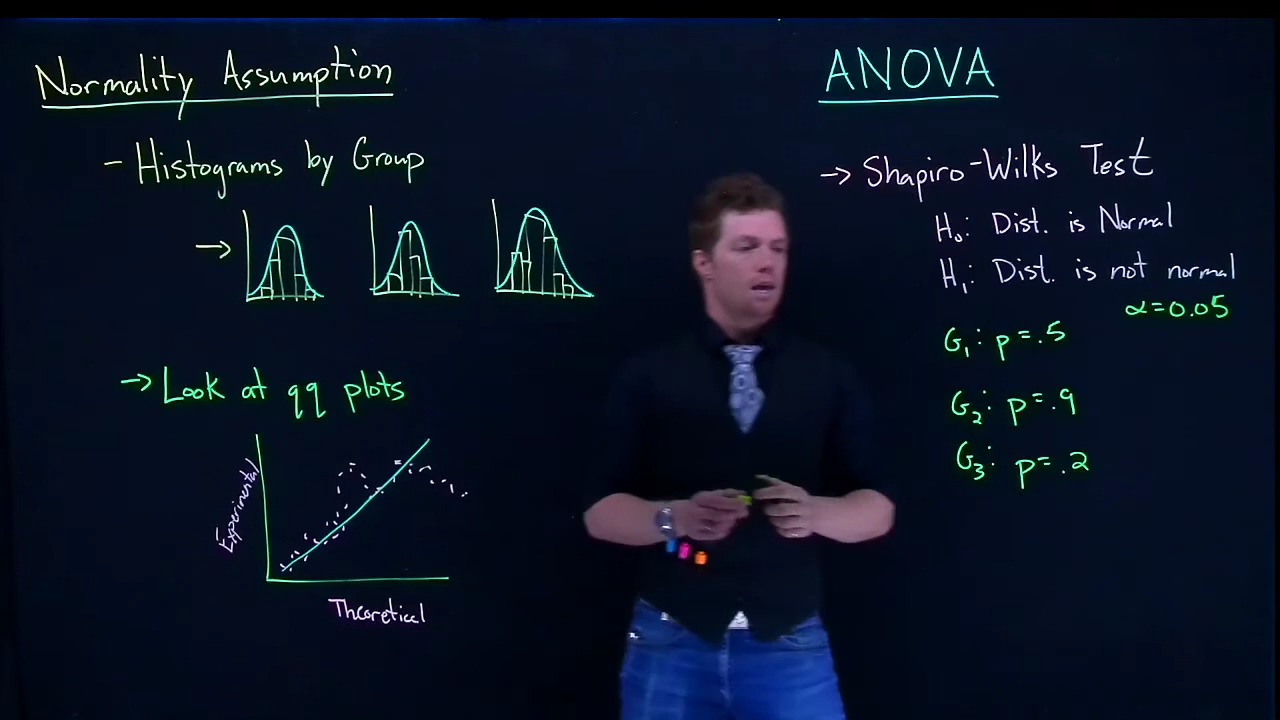 Normality Assumption
- Histograms by Group
→ Look at qq plots
Experimental
Theoretical
ANOVA
→ Shapiro-Wilks Test
H₀: Dist. is Normal
H₁: Dist. is not normal
α=0.05
G₁: p=.5
G₂: p=.9
G₃: p=.2